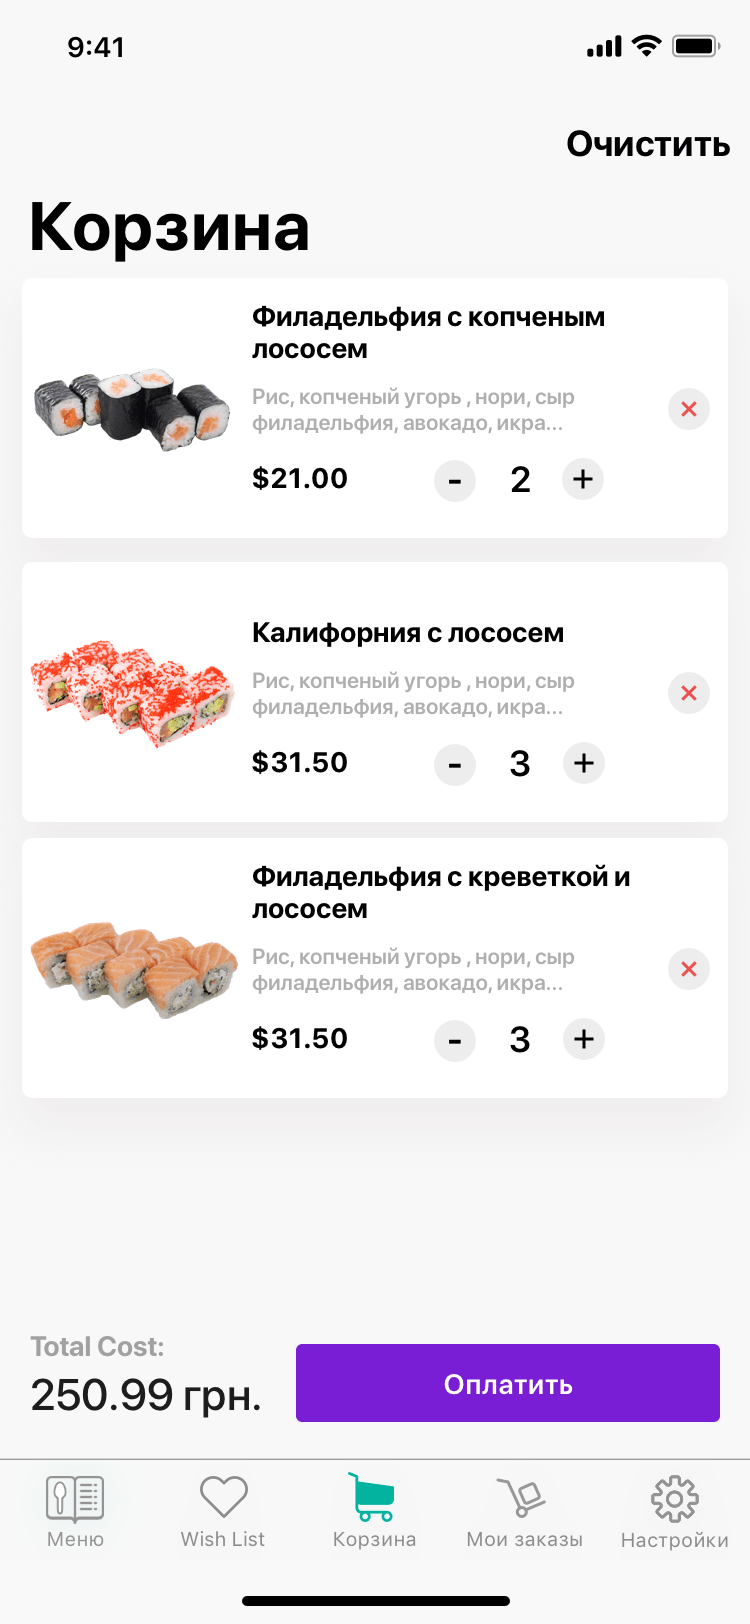 9:41
Очистить
Корзина
Филадельфия с копченым
лососем
Рис, копченый угорь , нори, сыр
филадельфия, авокадо, икра...
$21.00
- 2 +
Калифорния с лососем
Рис, копченый угорь , нори, сыр
филадельфия, авокадо, икра...
$31.50
- 3 +
Филадельфия с креветкой и
лососем
Рис, копченый угорь , нори, сыр
филадельфия, авокадо, икра...
$31.50
- 3 +
Total Cost:
250.99 грн.
Оплатить
Меню
Wish List
Корзина
Мои заказы
Настройки